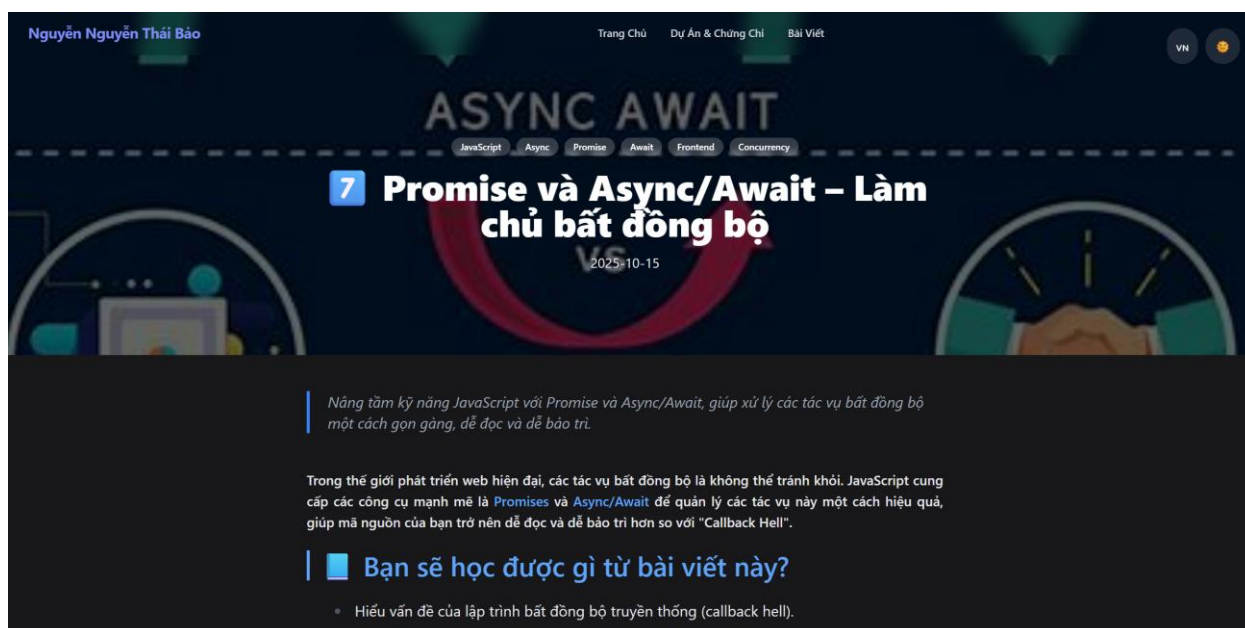 Nguyễn Nguyễn Thái Bảo
Trang Chủ Dự Án & Chứng Chỉ Bài Viết
VN
ASYNC AWAIT
JavaScript Async Promise Await Frontend Concurrency
7 Promise và Async/Await – Làm
chủ bất đồng bộ
VS
2025-10-15
Nâng tầm kỹ năng JavaScript với Promise và Async/Await, giúp xử lý các tác vụ bất đồng bộ
một cách gọn gàng, dễ đọc và dễ bảo trì.
Trong thế giới phát triển web hiện đại, các tác vụ bất đồng bộ là không thể tránh khỏi. JavaScript cung
cấp các công cụ mạnh mẽ là Promises và Async/Await để quản lý các tác vụ này một cách hiệu quả,
giúp mã nguồn của bạn trở nên dễ đọc và dễ bảo trì hơn so với "Callback Hell".
Bạn sẽ học được gì từ bài viết này?
Hiểu vấn đề của lập trình bất đồng bộ truyền thống (callback hell).